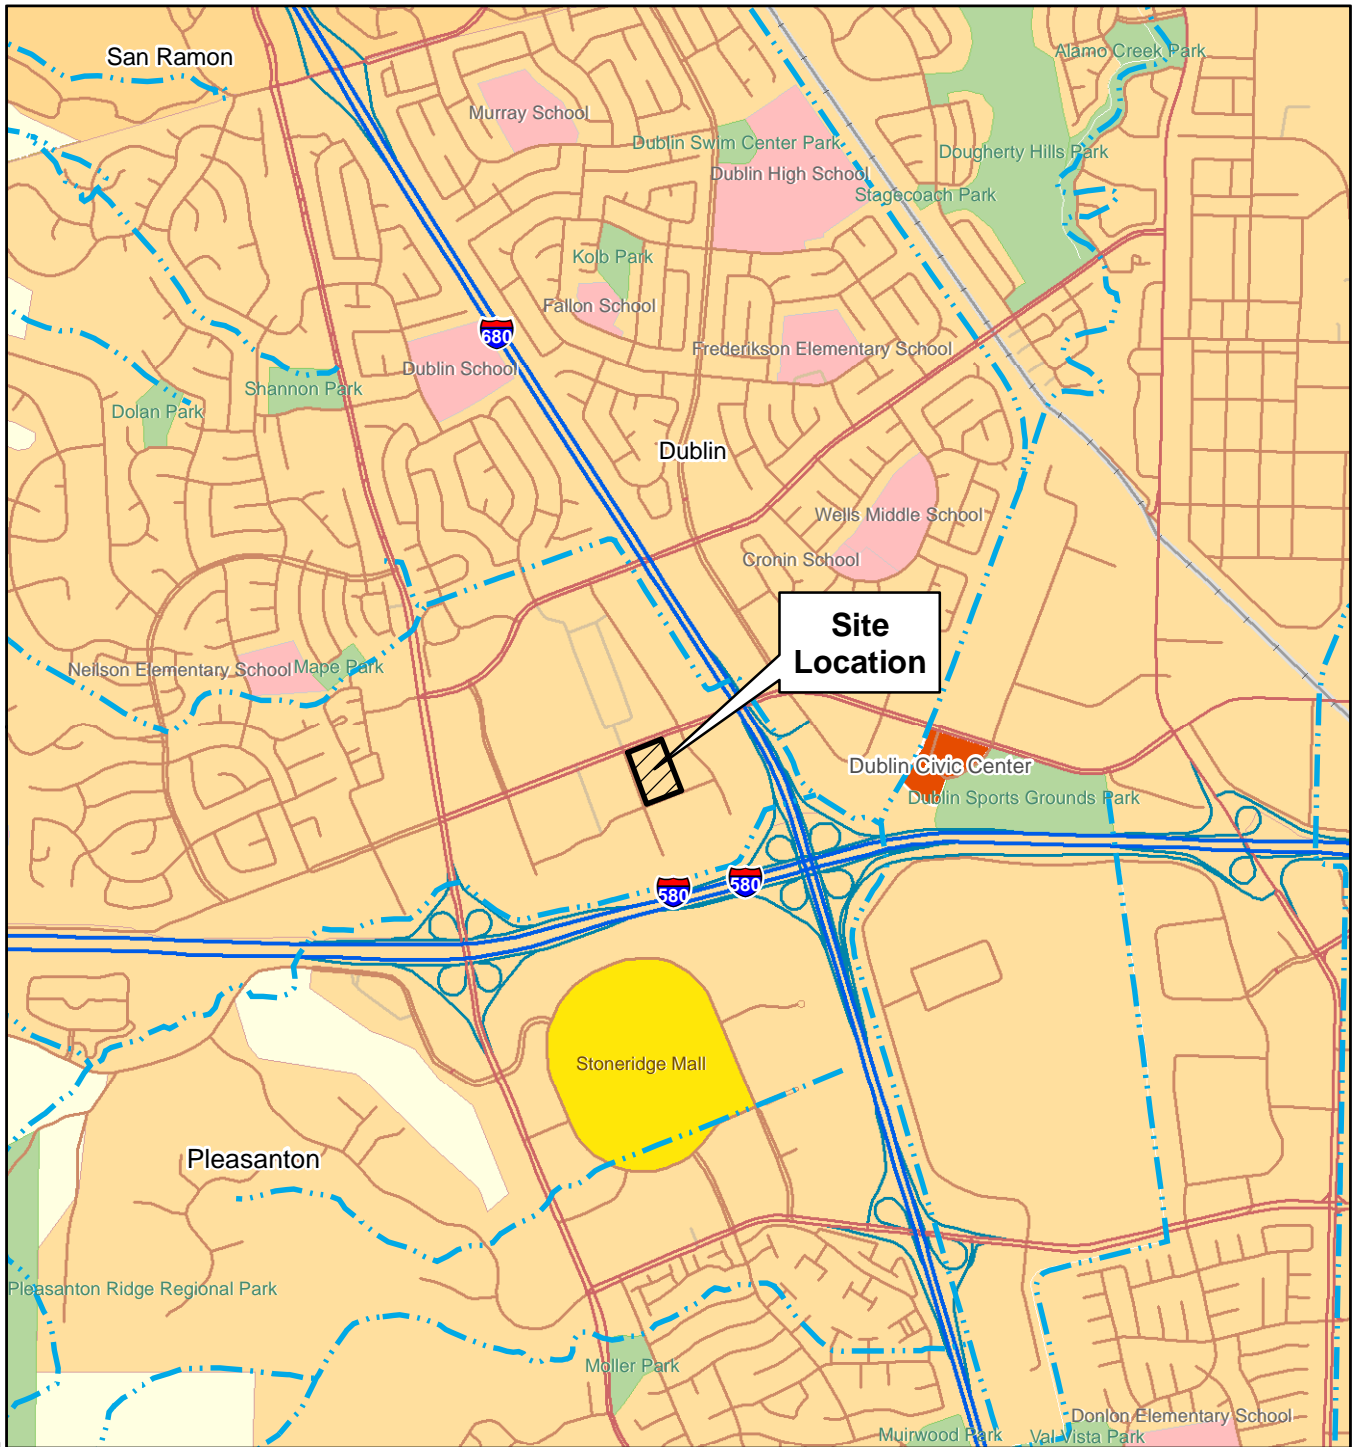 San Ramon
Alamo Creek Park
Murray School
Dublin Swim Center Park
Dougherty Hills Park
Dublin High School
Stagecoach Park
Kolb Park
Fallon School
680
Frederikson Elementary School
Dublin School
Shannon Park
Dolan Park
Dublin
Wells Middle School
Cronin School
Site
Location
Neilson Elementary School
Mape Park
Dublin Civic Center
Dublin Sports Grounds Park
580
580
Stoneridge Mall
Pleasanton
Pleasanton Ridge Regional Park
Moller Park
Donlon Elementary School
Muirwood Park
Val Vista Park